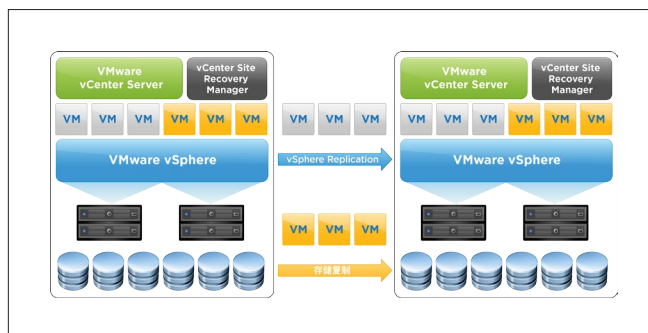 VMware
vCenter Server
vCenter Site
Recovery
Manager
VM VM VM VM VM VM
VMware vSphere
VM VM VM
vSphere Replication
VM VM VM
存储复制
VMware
vCenter Server
vCenter Site
Recovery
Manager
VM VM VM VM VM VM
VMware vSphere